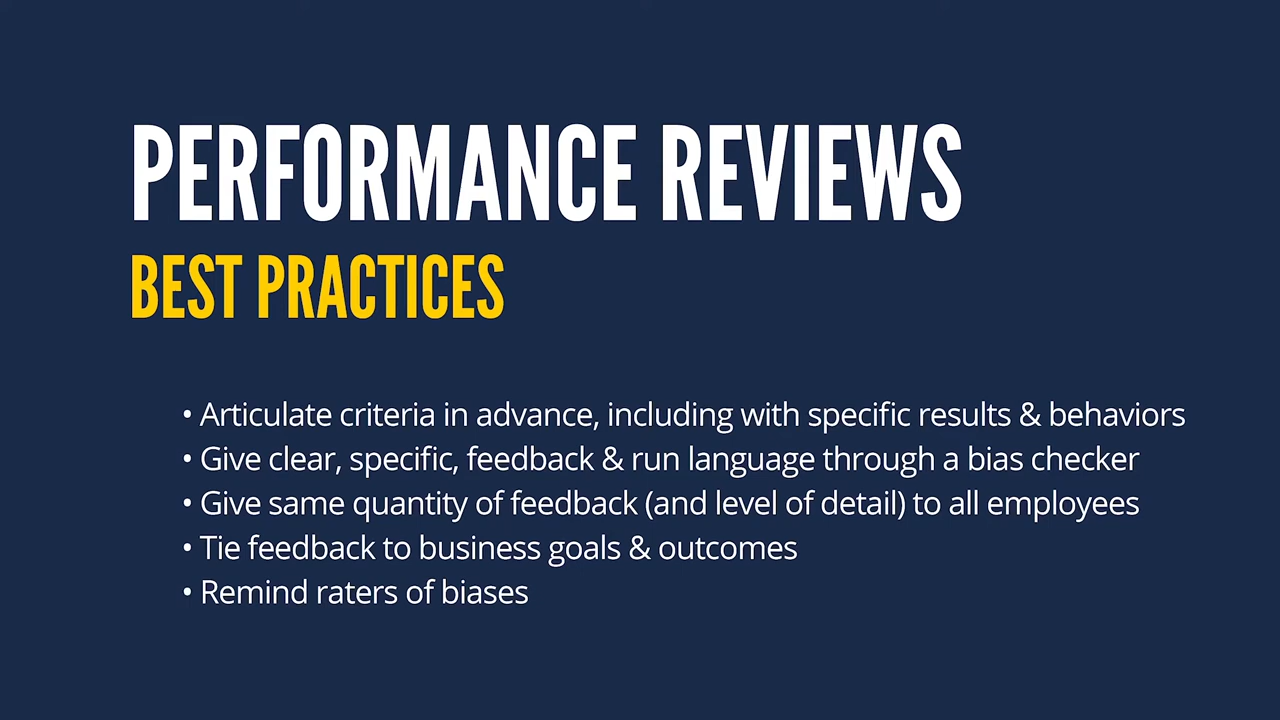 PERFORMANCE REVIEWS
BEST PRACTICES
• Articulate criteria in advance, including with specific results & behaviors
• Give clear, specific, feedback & run language through a bias checker
• Give same quantity of feedback (and level of detail) to all employees
• Tie feedback to business goals & outcomes
• Remind raters of biases